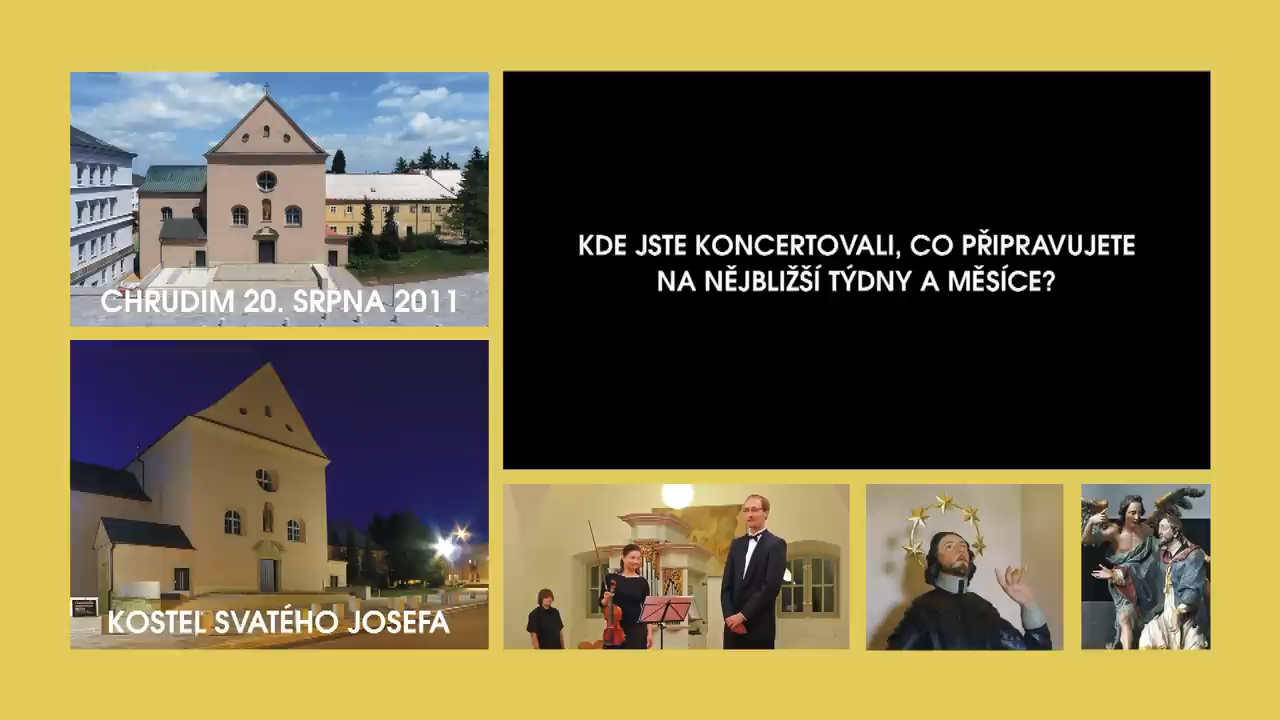 CHRUDIM 20. SRPNA 2011
KDE JSTE KONCERTOVALI, CO PŘIPRAVUJETE
NA NĚJBLIŽŠÍ TÝDNY A MĚSÍCE?
KOSTEL SVATÉHO JOSEFA